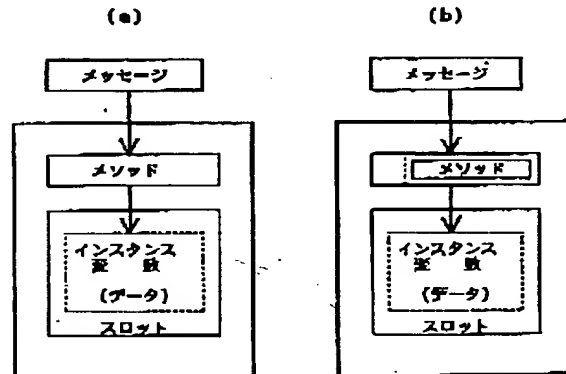 (a)
メッセージ
メソッド
インスタンス
変 数
(データ)
スロット
(b)
メッセージ
メソッド
インスタンス
変 数
(データ)
スロット